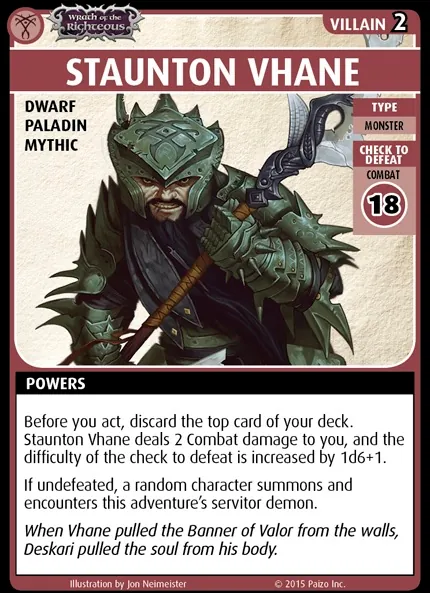 Wrath of the
Righteous
VILLAIN 2
STAUNTON VHANE
DWARF
PALADIN
MYTHIC
TYPE
MONSTER
CHECK TO
DEFEAT
COMBAT
18
POWERS
Before you act, discard the top card of your deck.
Staunton Vhane deals 2 Combat damage to you, and the
difficulty of the check to defeat is increased by 1d6+1.
If undefeated, a random character summons and
encounters this adventure's servitor demon.
When Vhane pulled the Banner of Valor from the walls,
Deskari pulled the soul from his body.
Illustration by Jon Neimeister
© 2015 Paizo Inc.